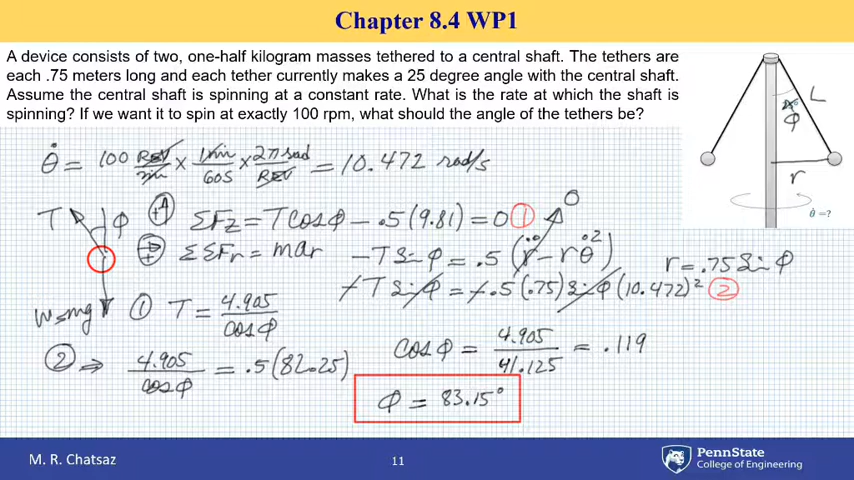 Chapter 8.4 WP1
A device consists of two, one-half kilogram masses tethered to a central shaft. The tethers are
each .75 meters long and each tether currently makes a 25 degree angle with the central shaft.
Assume the central shaft is spinning at a constant rate. What is the rate at which the shaft is
spinning? If we want it to spin at exactly 100 rpm, what should the angle of the tethers be?
L
ϕ
r
θ̇ =?
θ̇ = 100 REV/min × 1min/60S × 2π rad/REV = 10.472 rad/s
T ϕ
ΣFz = T cosϕ - .5(9.81) = 0 ① 0
ΣFr = mar -T Sin ϕ = .5 (r̈ - rθ̇²)
r = .75 Sin ϕ
-T Sin ϕ = -.5(.75) Sin ϕ (10.472)² ②
W=mg
① T = 4.905/cosϕ
② ⇒ 4.905/cosϕ = .5(82.25)
cosϕ = 4.905/41.125 = .119
ϕ = 83.15°
M. R. Chatsaz
11
PennState
College of Engineering